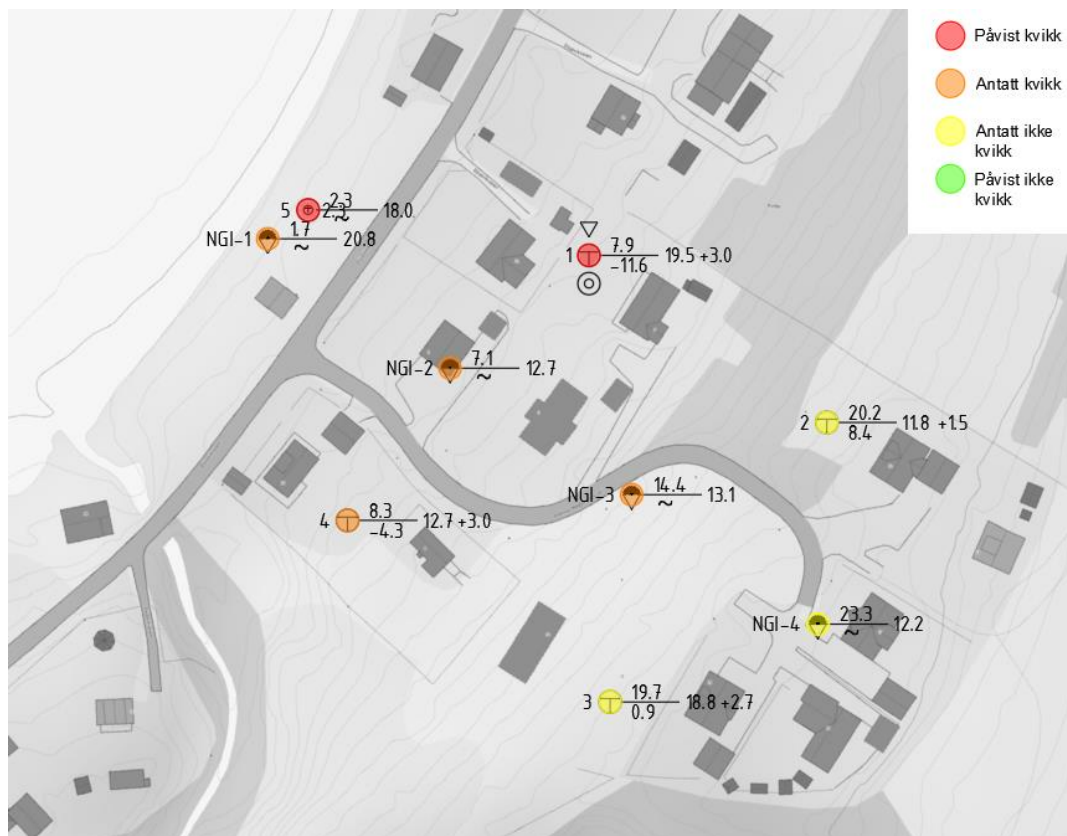 Påvist kvikk
Antatt kvikk
Antatt ikke
kvikk
Påvist ikke
kvikk
2.3
5 2.3 18.0
~
1.7
NGI-1 20.8
~
7.9
1 19.5 +3.0
-11.6
7.1
NGI-2 12.7
~
20.2
2 11.8 +1.5
8.4
14.4
NGI-3 13.1
~
8.3
4 12.7 +3.0
-4.3
23.3
NGI-4 12.2
~
19.7
3 18.8 +2.7
0.9